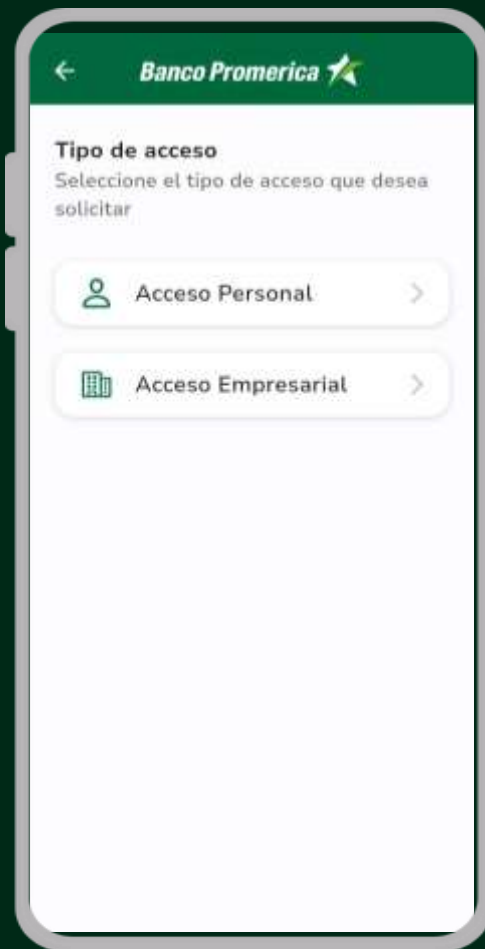 Banco Promerica
Tipo de acceso
Seleccione el tipo de acceso que desea
solicitar
Acceso Personal
Acceso Empresarial